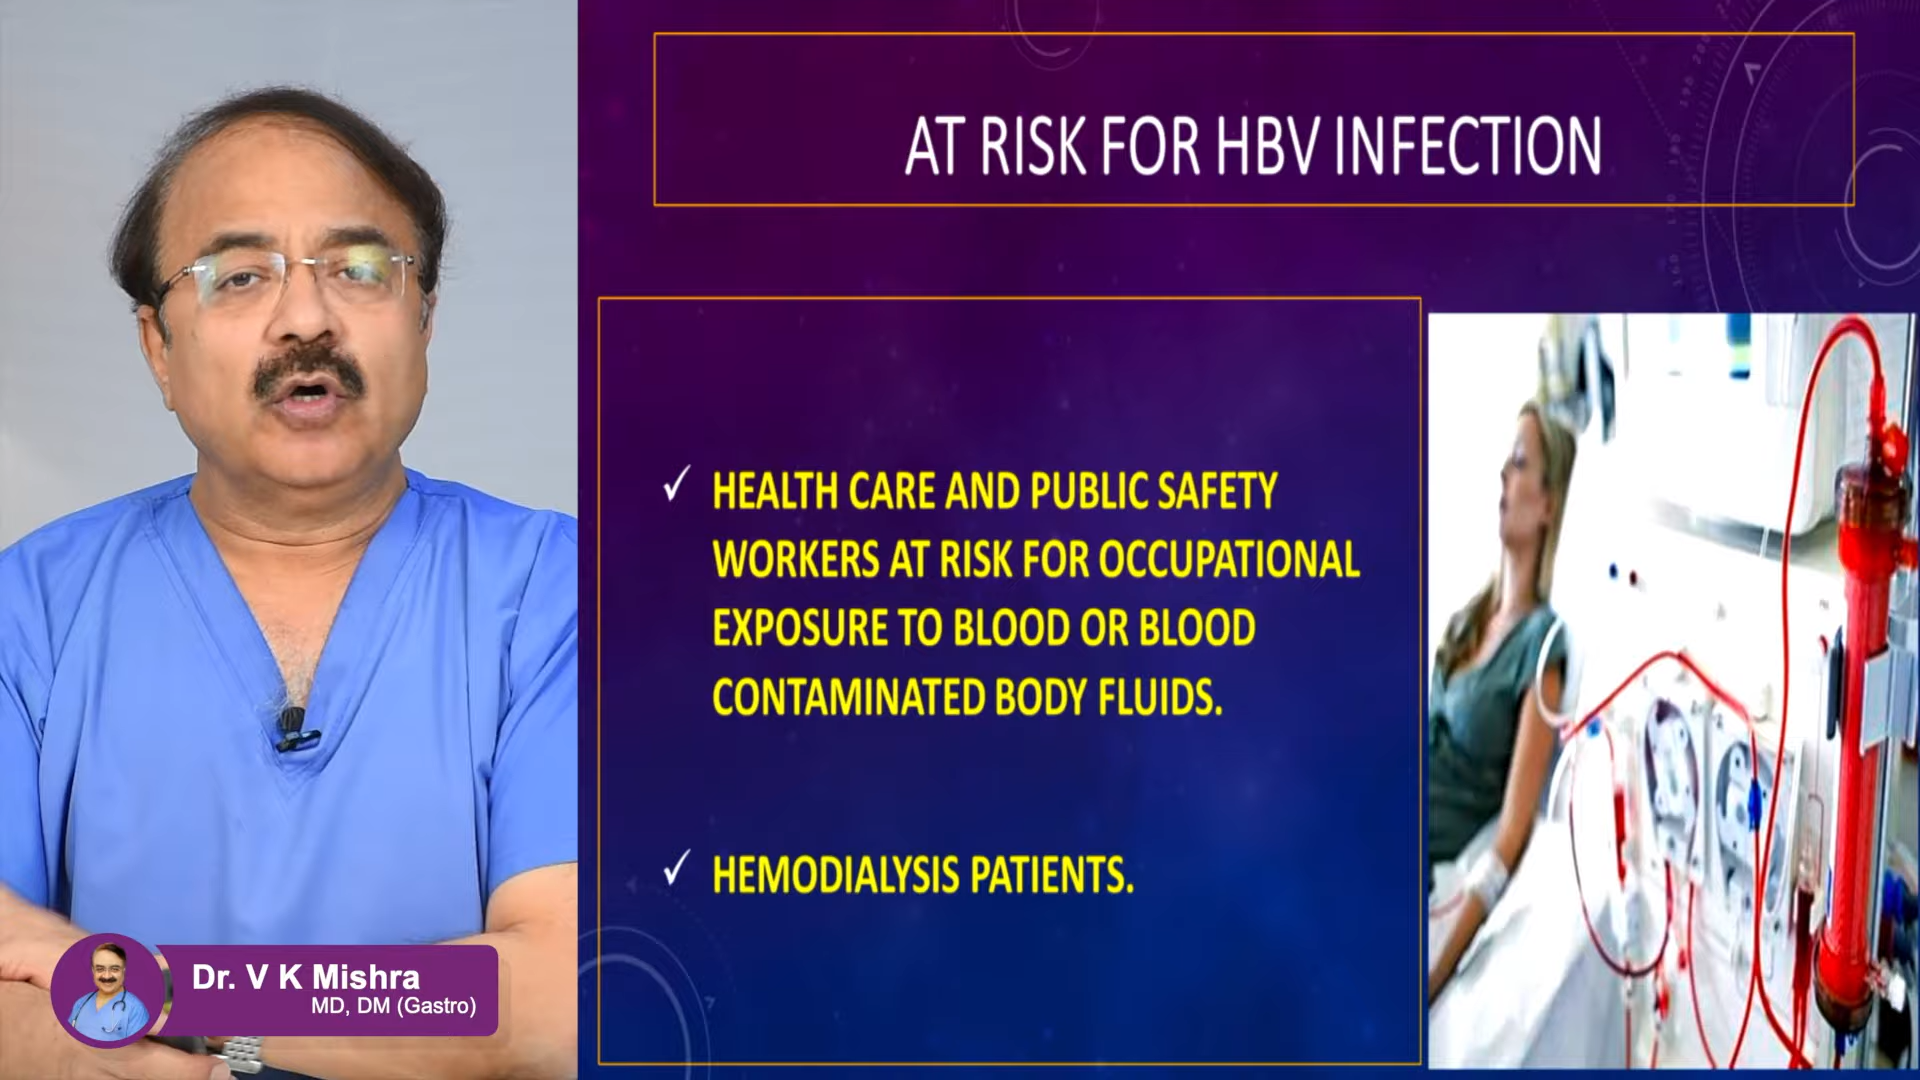 AT RISK FOR HBV INFECTION
✓ HEALTH CARE AND PUBLIC SAFETY
WORKERS AT RISK FOR OCCUPATIONAL
EXPOSURE TO BLOOD OR BLOOD
CONTAMINATED BODY FLUIDS.
✓ HEMODIALYSIS PATIENTS.
Dr. V K Mishra
MD, DM (Gastro)